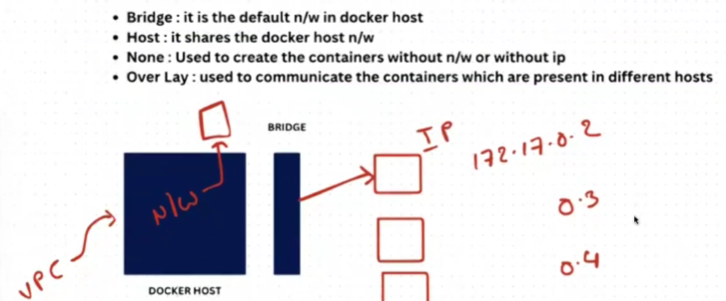 • Bridge : it is the default n/w in docker host
• Host : it shares the docker host n/w
• None : Used to create the containers without n/w or without ip
• Over Lay : used to communicate the containers which are present in different hosts
BRIDGE
IP
172.17.0.2
N/W
0.3
VPC
0.4
DOCKER HOST